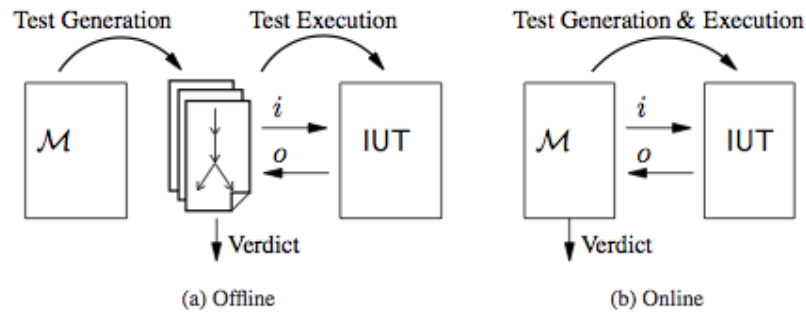 Test Generation
Test Execution
Test Generation & Execution
ℳ
i
o
IUT
ℳ
i
o
IUT
Verdict
Verdict
(a) Offline
(b) Online